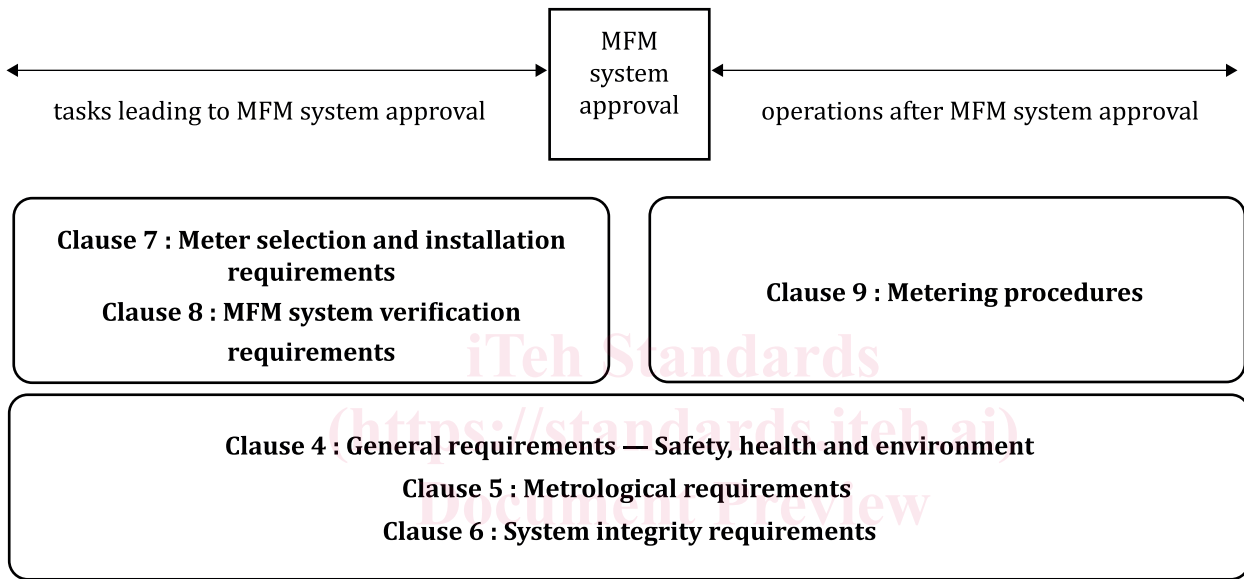 MFM
system
approval
tasks leading to MFM system approval
operations after MFM system approval
Clause 7 : Meter selection and installation
requirements
Clause 8 : MFM system verification
requirements
Clause 9 : Metering procedures
iTeh Standards
(https://standards.iteh.ai)
Document Preview
Clause 4 : General requirements — Safety, health and environment
Clause 5 : Metrological requirements
Clause 6 : System integrity requirements